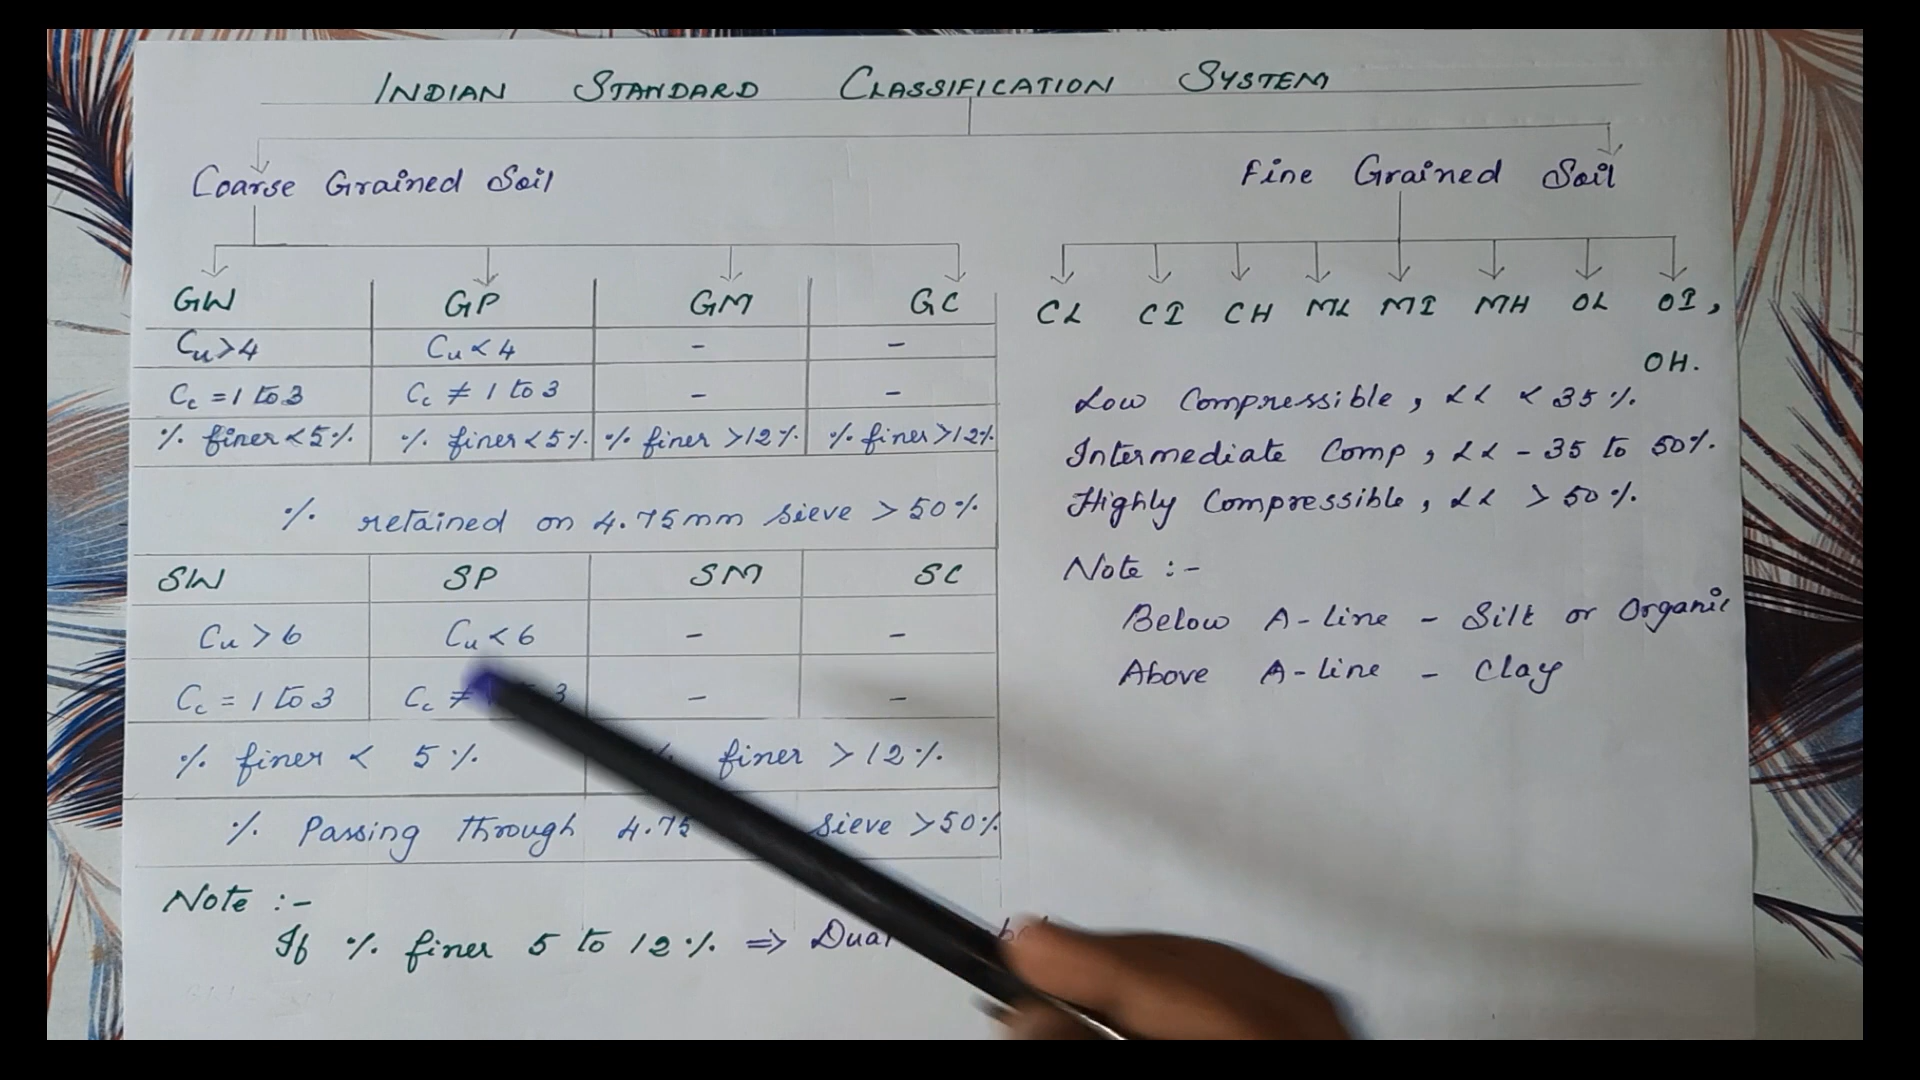 INDIAN STANDARD CLASSIFICATION SYSTEM
Coarse Grained Soil
Fine Grained Soil
GW GP GM GC
Cu>4 Cu<4 - -
Cc = 1 to 3 Cc ≠ 1 to 3 - -
% finer < 5% % finer < 5% % finer > 12% % finer > 12%
% retained on 4.75mm sieve > 50%
SW SP SM SC
Cu > 6 Cu < 6 - -
Cc = 1 to 3 Cc ≠ 3 - -
% finer < 5% % finer > 12%
% Passing through 4.75 sieve > 50%
Note :-
If % finer 5 to 12% ⇒ Dual
CL CI CH ML MI MH OL OI,
OH.
Low Compressible, LL < 35%.
Intermediate Comp, LL - 35 to 50%.
Highly Compressible, LL > 50%.
Note :-
Below A-line - Silt or Organic
Above A-line - Clay